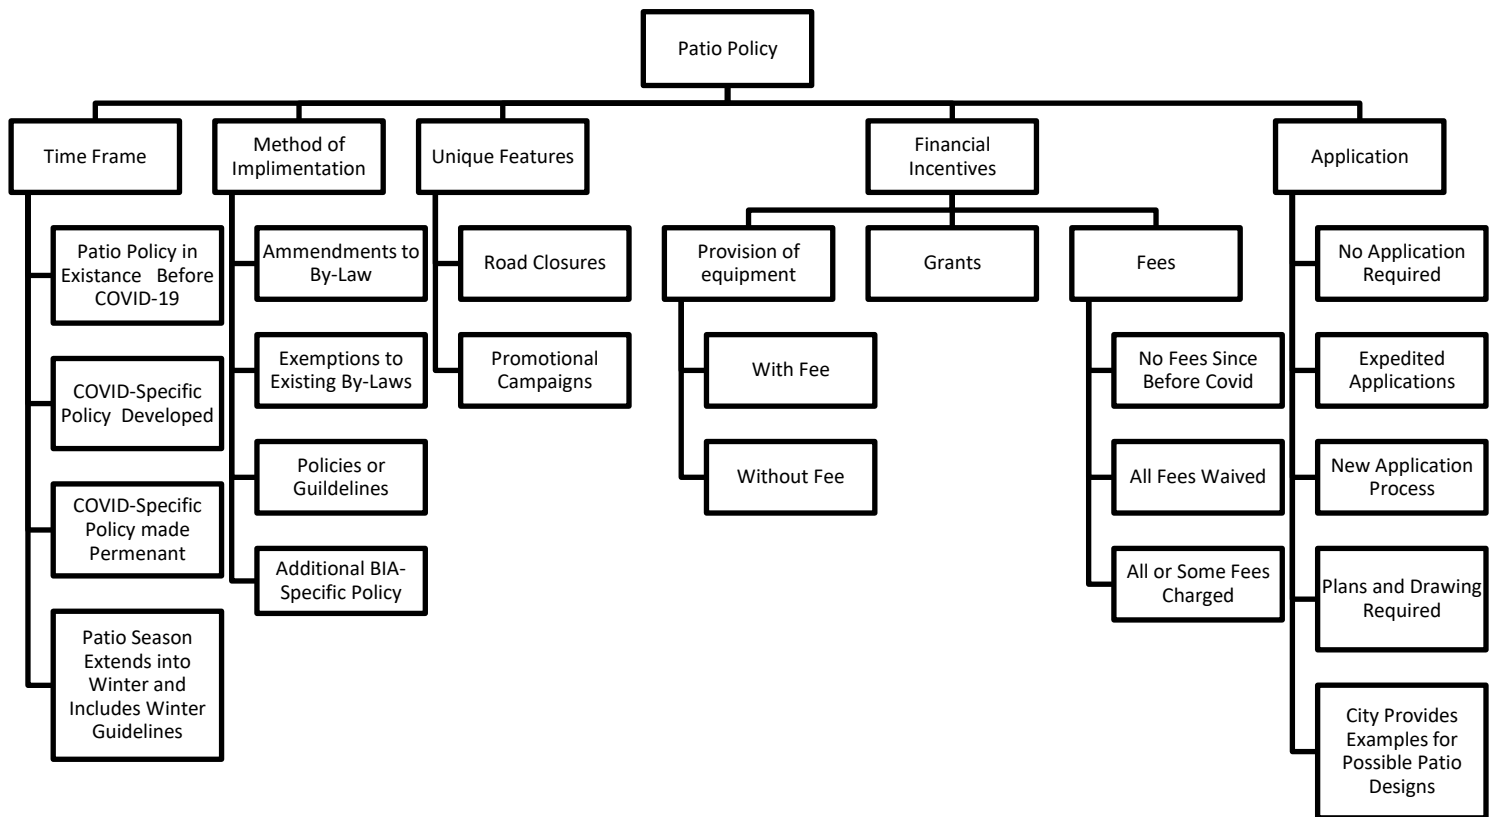 Patio Policy
Time Frame
Method of
Implimentation
Unique Features
Financial
Incentives
Application
Patio Policy in
Existance Before
COVID-19
COVID-Specific
Policy Developed
COVID-Specific
Policy made
Permenant
Patio Season
Extends into
Winter and
Includes Winter
Guidelines
Ammendments to
By-Law
Exemptions to
Existing By-Laws
Policies or
Guildelines
Additional BIA-
Specific Policy
Road Closures
Promotional
Campaigns
Provision of
equipment
With Fee
Without Fee
Grants
Fees
No Fees Since
Before Covid
All Fees Waived
All or Some Fees
Charged
No Application
Required
Expedited
Applications
New Application
Process
Plans and Drawing
Required
City Provides
Examples for
Possible Patio
Designs